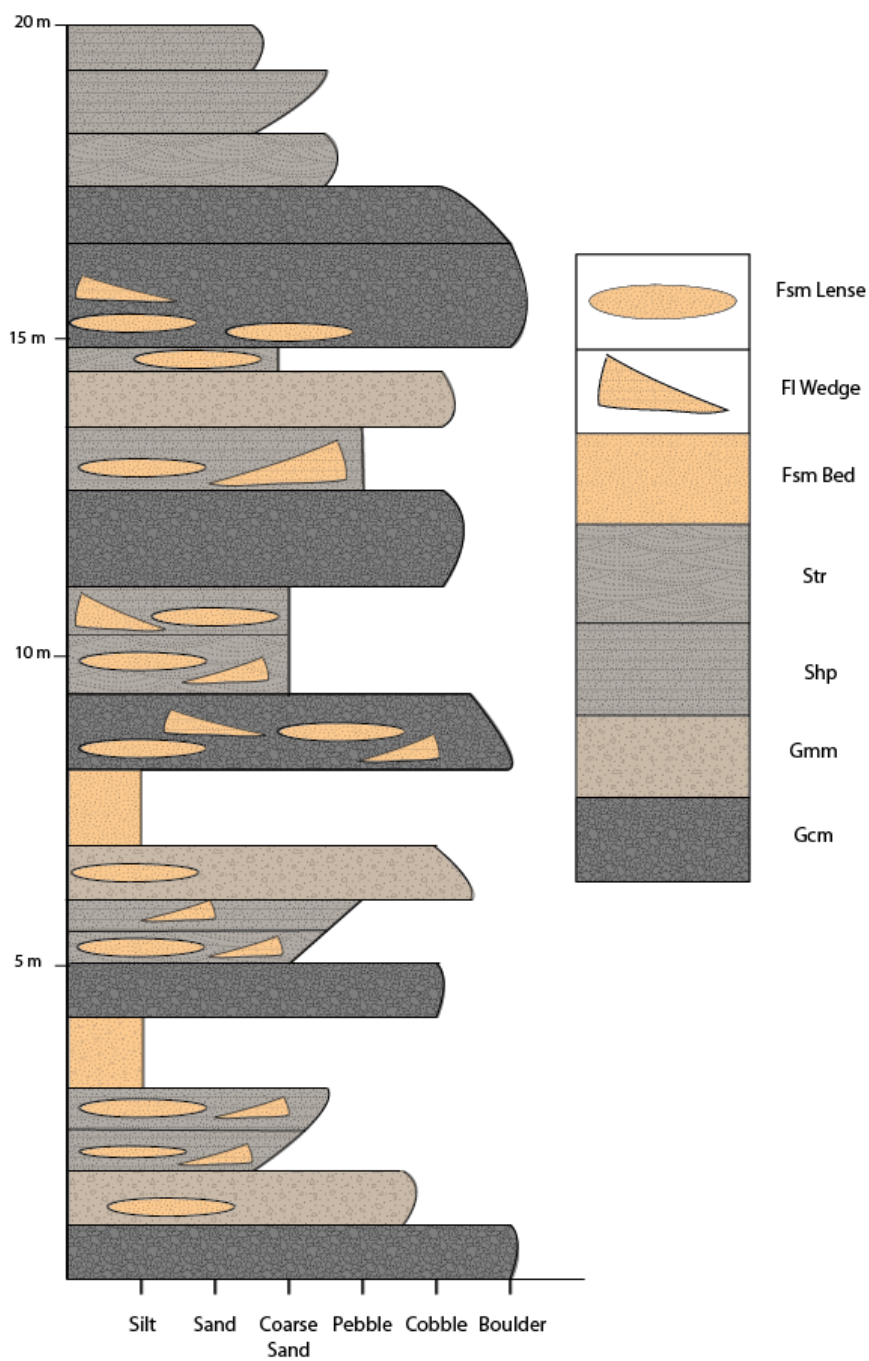 20 m
15 m
10 m
5 m
Silt
Sand
Coarse
Sand
Pebble
Cobble
Boulder
Fsm Lense
Fl Wedge
Fsm Bed
Str
Shp
Gmm
Gcm